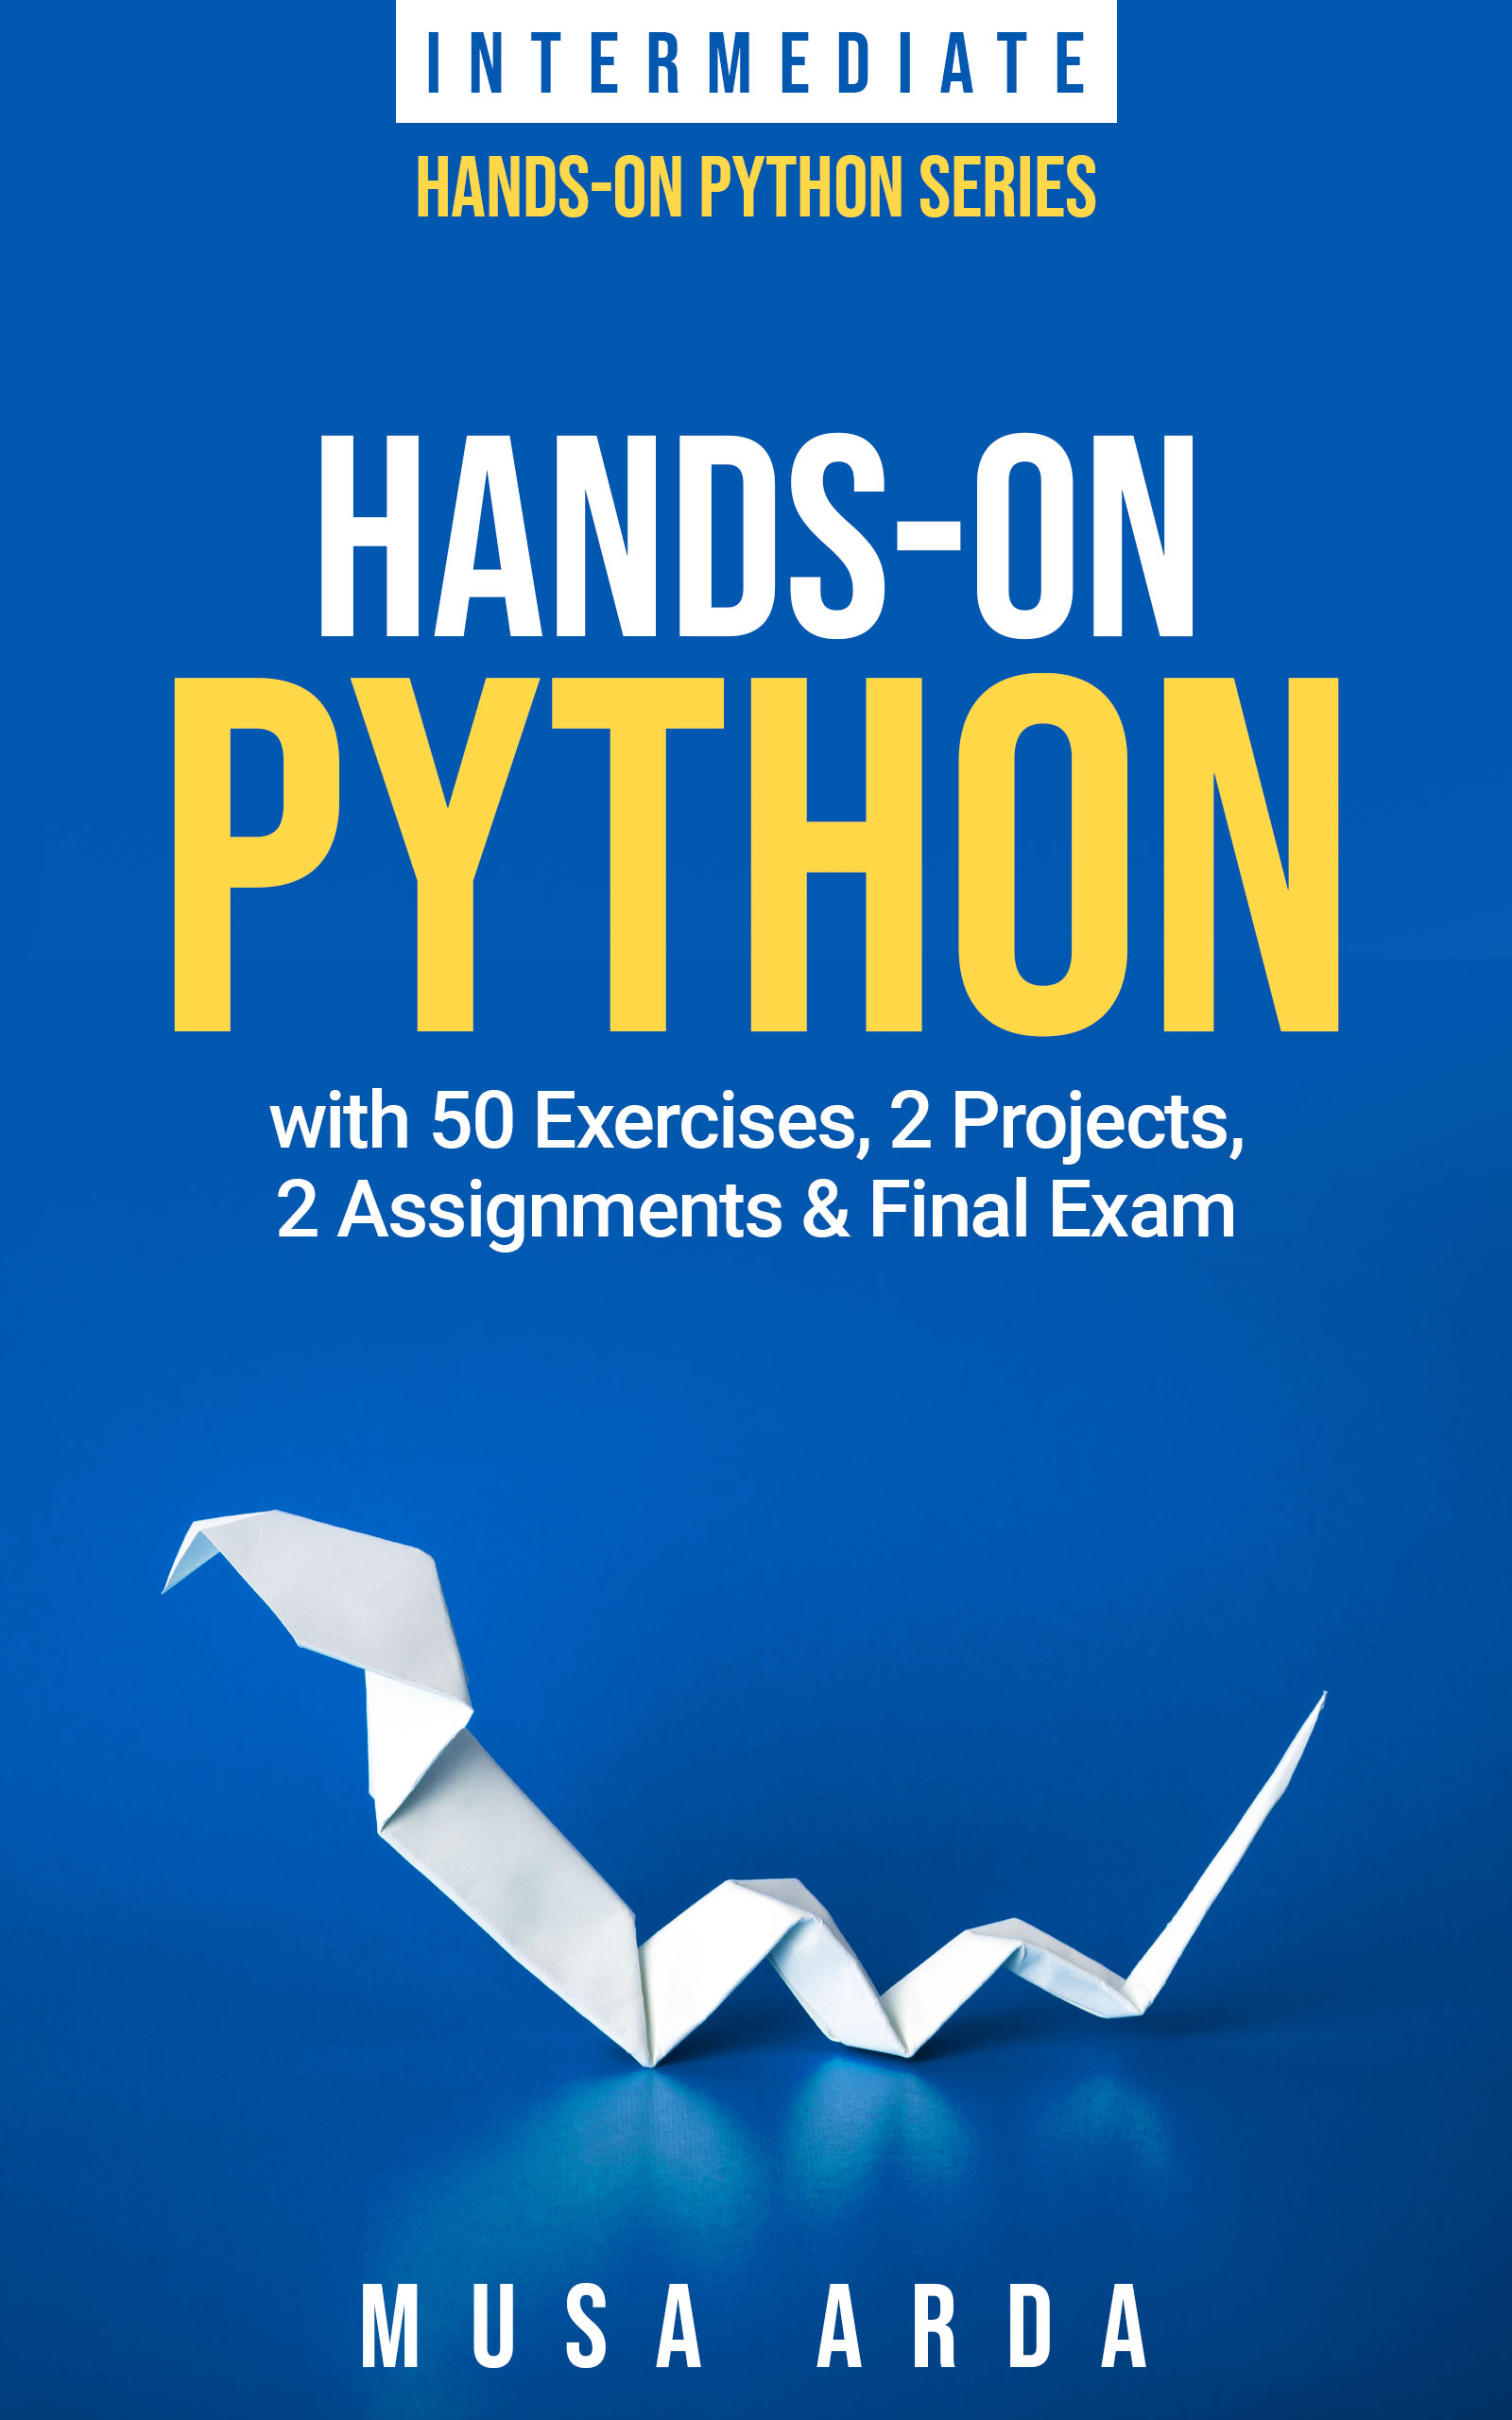 INTERMEDIATE
HANDS-ON PYTHON SERIES
HANDS-ON
PYTHON
with 50 Exercises, 2 Projects,
2 Assignments & Final Exam
MUSA ARDA